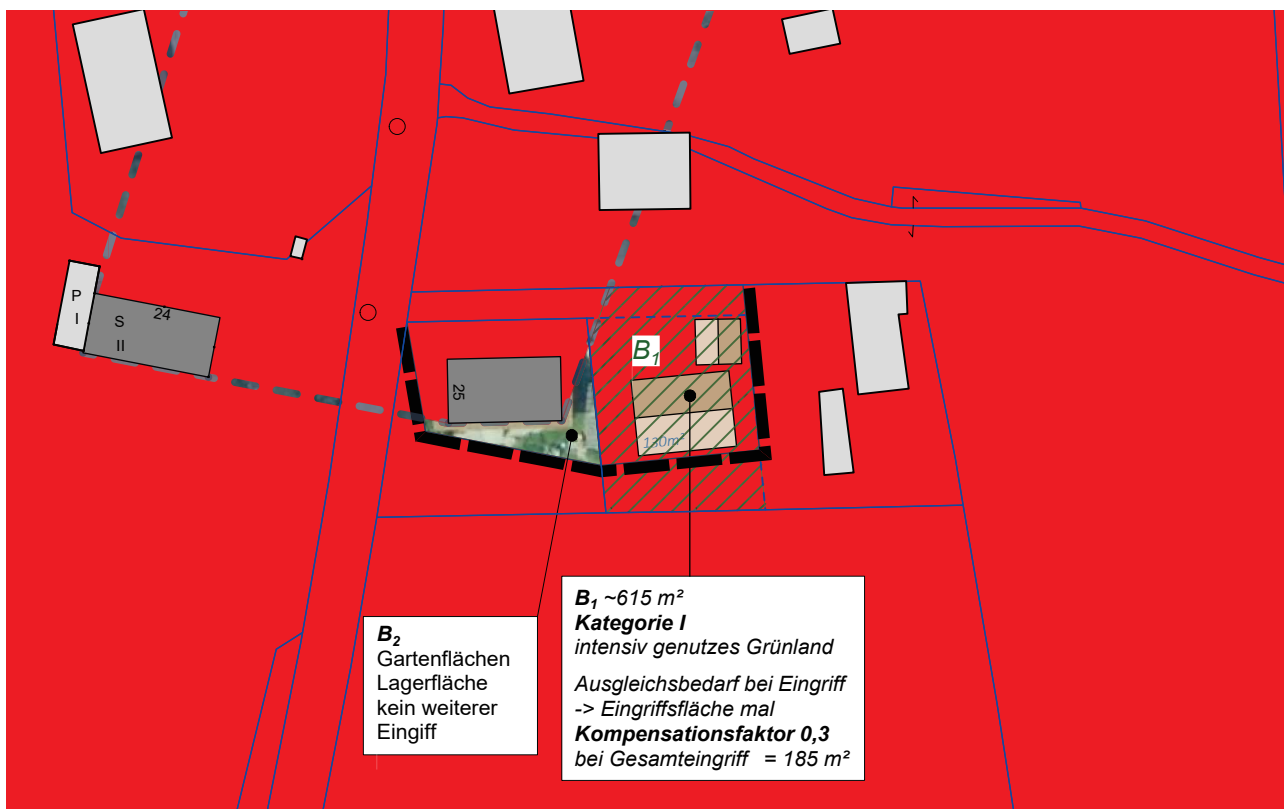 P
I
S
II
24
25
B₁
130m²
B₂
Gartenflächen
Lagerfläche
kein weiterer
Eingiff
B₁ ~615 m²
Kategorie I
intensiv genutzes Grünland
Ausgleichsbedarf bei Eingriff
-> Eingriffsfläche mal
Kompensationsfaktor 0,3
bei Gesamteingriff = 185 m²